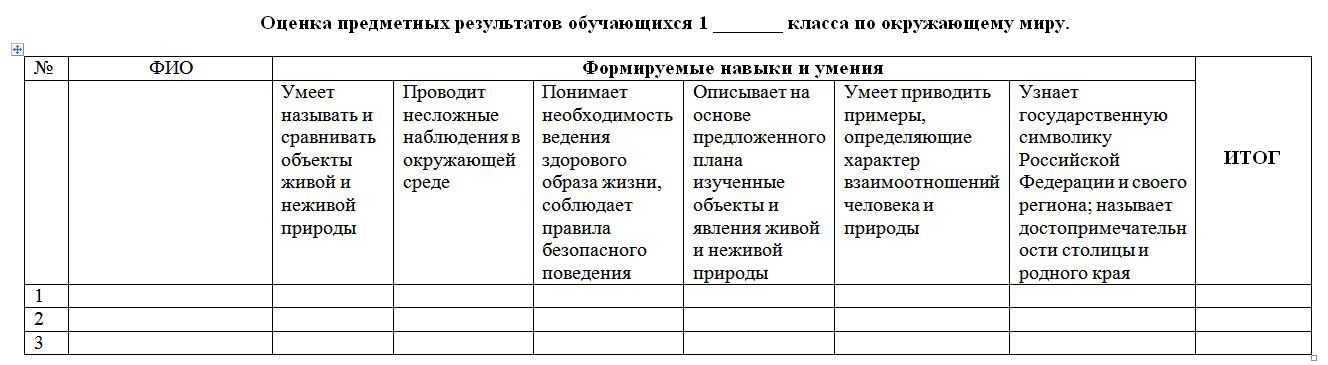 Оценка предметных результатов обучающихся 1 _______ класса по окружающему миру.
№
ФИО
Формируемые навыки и умения
ИТОГ
Умеет
называть и
сравнивать
объекты
живой и
неживой
природы
Проводит
несложные
наблюдения в
окружающей
среде
Понимает
необходимость
ведения
здорового
образа жизни,
соблюдает
правила
безопасного
поведения
Описывает на
основе
предложенного
плана
изученные
объекты и
явления живой
и неживой
природы
Умеет приводить
примеры,
определяющие
характер
взаимоотношений
человека и
природы
Узнает
государственную
символику
Российской
Федерации и своего
региона; называет
достопримечательн
ости столицы и
родного края
1
2
3